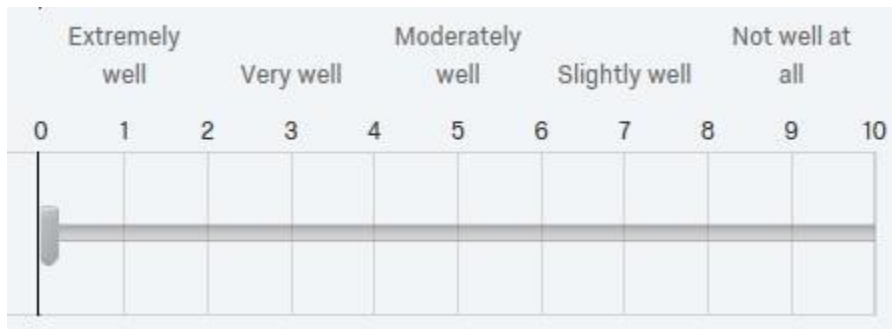 Extremely Moderately Not well at
well Very well well Slightly well all
0 1 2 3 4 5 6 7 8 9 10